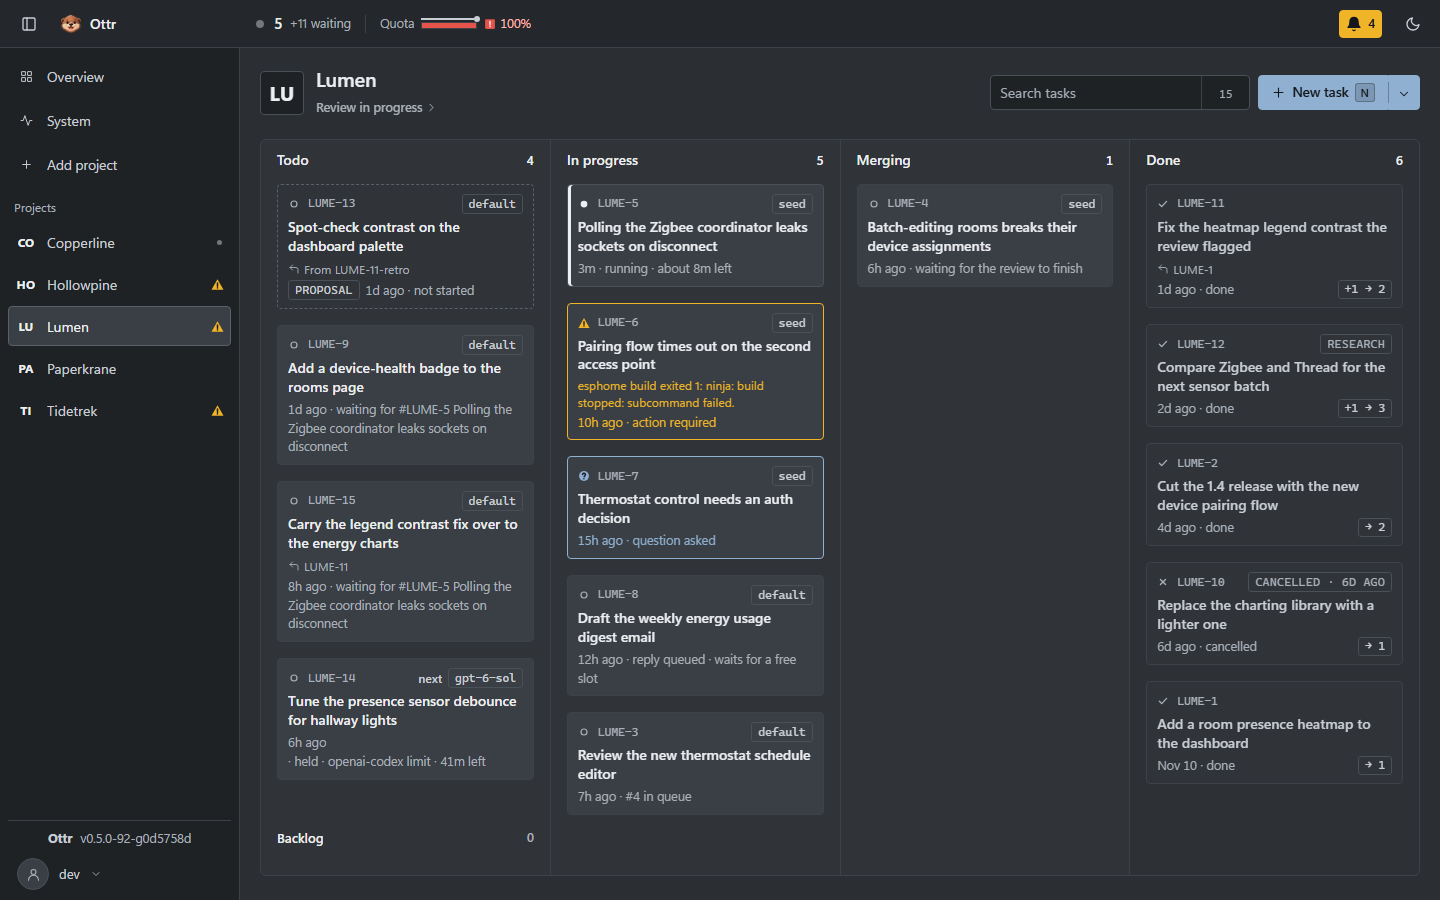 Ottr
5 +11 waiting
Quota 100%
4
Overview
System
Add project
Projects
CO Copperline
HO Hollowpine
LU Lumen
PA Paperkrane
TI Tidetrek
Ottr v0.5.0-92-g0d5758d
dev
LU
Lumen
Review in progress
Search tasks 15
New task N
Todo 4
LUME-13 default
Spot-check contrast on the
dashboard palette
From LUME-11-retro
PROPOSAL 1d ago · not started
LUME-9 default
Add a device-health badge to the
rooms page
1d ago · waiting for #LUME-5 Polling the
Zigbee coordinator leaks sockets on
disconnect
LUME-15 default
Carry the legend contrast fix over to
the energy charts
LUME-11
8h ago · waiting for #LUME-5 Polling the
Zigbee coordinator leaks sockets on
disconnect
LUME-14 next gpt-6-sol
Tune the presence sensor debounce
for hallway lights
6h ago
· held · openai-codex limit · 41m left
Backlog 0
In progress 5
LUME-5 seed
Polling the Zigbee coordinator leaks
sockets on disconnect
3m · running · about 8m left
LUME-6 seed
Pairing flow times out on the second
access point
esphome build exited 1: ninja: build
stopped: subcommand failed.
10h ago · action required
LUME-7 seed
Thermostat control needs an auth
decision
15h ago · question asked
LUME-8 default
Draft the weekly energy usage
digest email
12h ago · reply queued · waits for a free
slot
LUME-3 default
Review the new thermostat schedule
editor
7h ago · #4 in queue
Merging 1
LUME-4 seed
Batch-editing rooms breaks their
device assignments
6h ago · waiting for the review to finish
Done 6
LUME-11
Fix the heatmap legend contrast the
review flagged
LUME-1
1d ago · done +1 → 2
LUME-12 RESEARCH
Compare Zigbee and Thread for the
next sensor batch
2d ago · done +1 → 3
LUME-2
Cut the 1.4 release with the new
device pairing flow
4d ago · done → 2
LUME-10 CANCELLED · 6D AGO
Replace the charting library with a
lighter one
6d ago · cancelled → 1
LUME-1
Add a room presence heatmap to
the dashboard
Nov 10 · done → 1